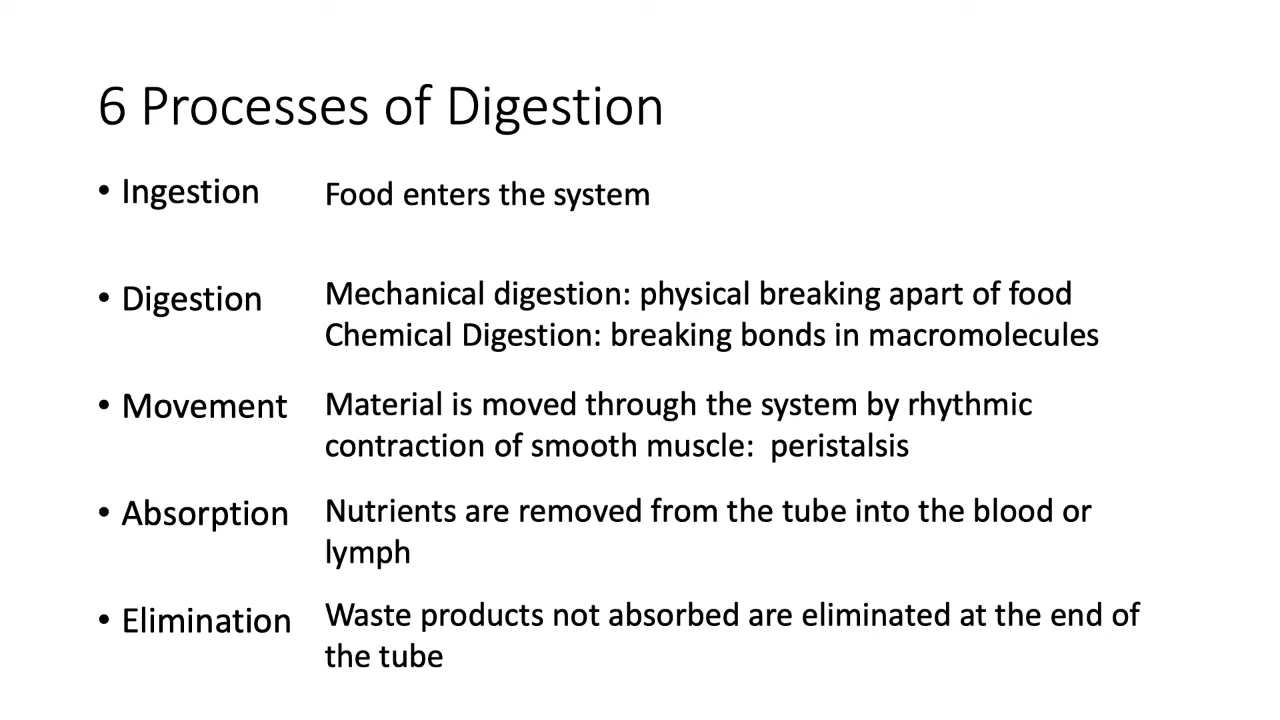 6 Processes of Digestion
• Ingestion Food enters the system
• Digestion Mechanical digestion: physical breaking apart of food
Chemical Digestion: breaking bonds in macromolecules
• Movement Material is moved through the system by rhythmic
contraction of smooth muscle:  peristalsis
• Absorption Nutrients are removed from the tube into the blood or
lymph
• Elimination Waste products not absorbed are eliminated at the end of
the tube